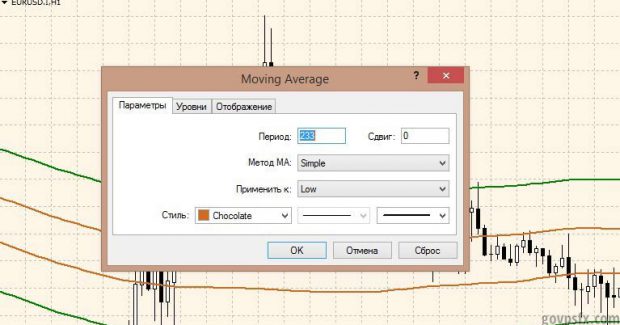 EURUSD.I,H1
Moving Average
? ×
Параметры Уровни Отображение
Период: 233 Сдвиг: 0
Метод МА: Simple
Применить к: Low
Стиль: Chocolate
OK Отмена Сброс
govpsfx.com